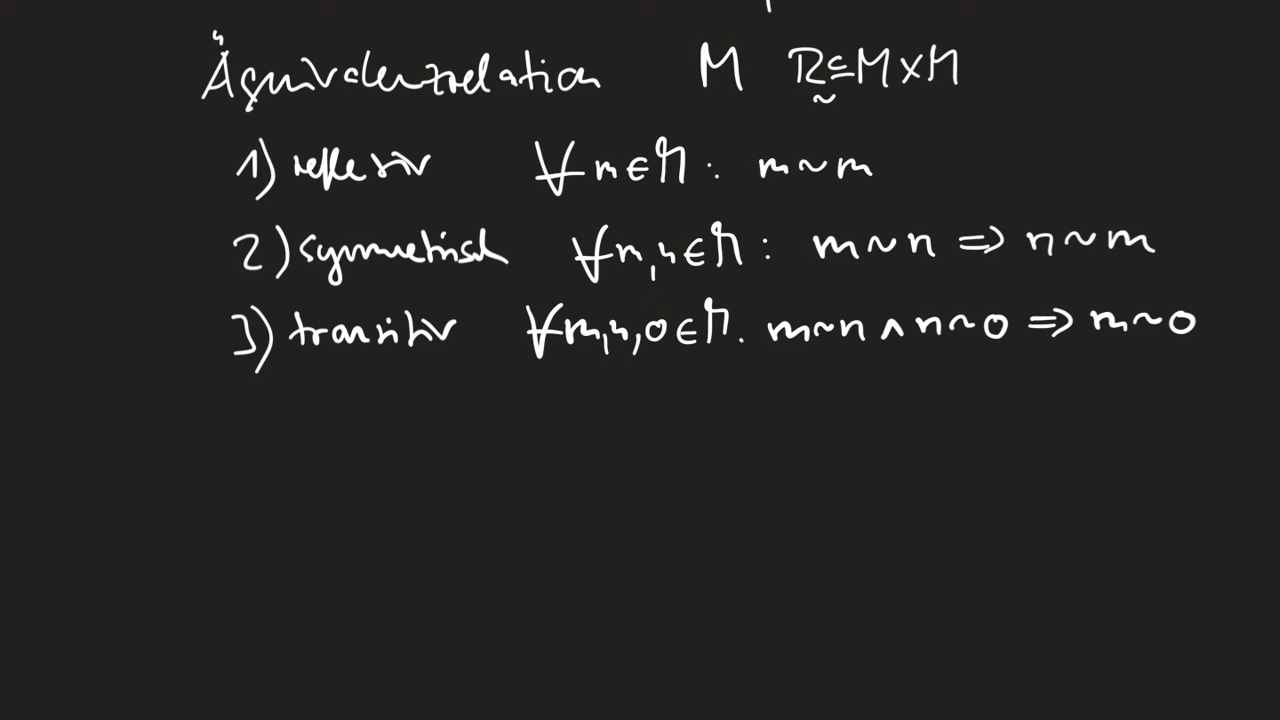 Äquivalenzrelation M R⊆M×M
~
1) reflexiv ∀m∈M: m~m
2) symmetrisch ∀m,n∈M: m~n ⇒ n~m
3) transitiv ∀m,n,o∈M. m~n ∧ n~o ⇒ m~o